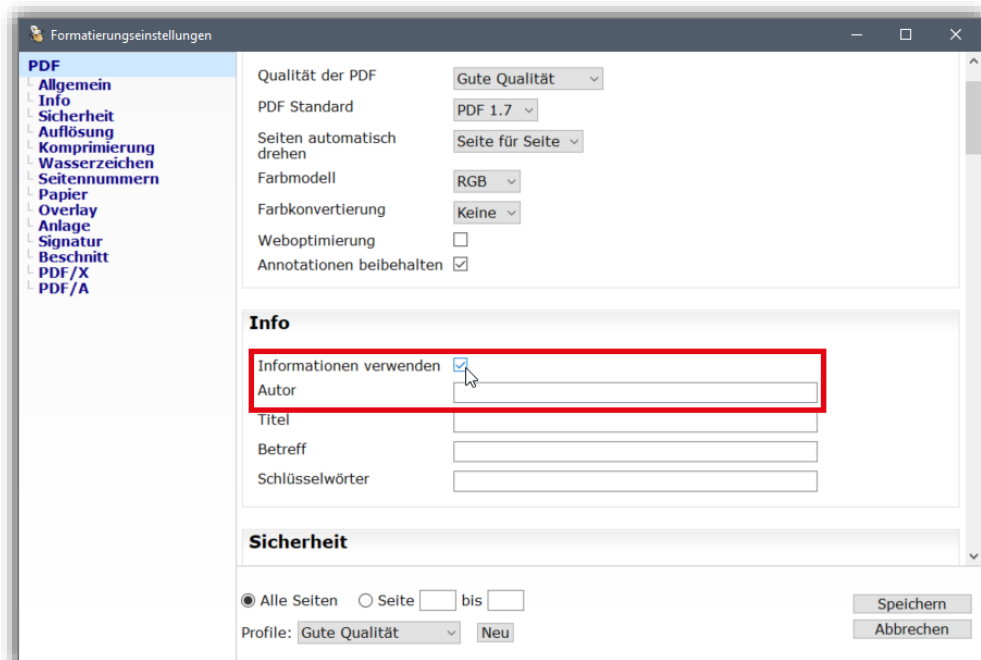 Formatierungseinstellungen
PDF
Allgemein
Info
Sicherheit
Auflösung
Komprimierung
Wasserzeichen
Seitennummern
Papier
Overlay
Anlage
Signatur
Beschnitt
PDF/X
PDF/A
Qualität der PDF Gute Qualität
PDF Standard PDF 1.7
Seiten automatisch
drehen Seite für Seite
Farbmodell RGB
Farbkonvertierung Keine
Weboptimierung
Annotationen beibehalten
Info
Informationen verwenden
Autor
Titel
Betreff
Schlüsselwörter
Sicherheit
Alle Seiten Seite bis
Speichern
Profile: Gute Qualität Neu
Abbrechen